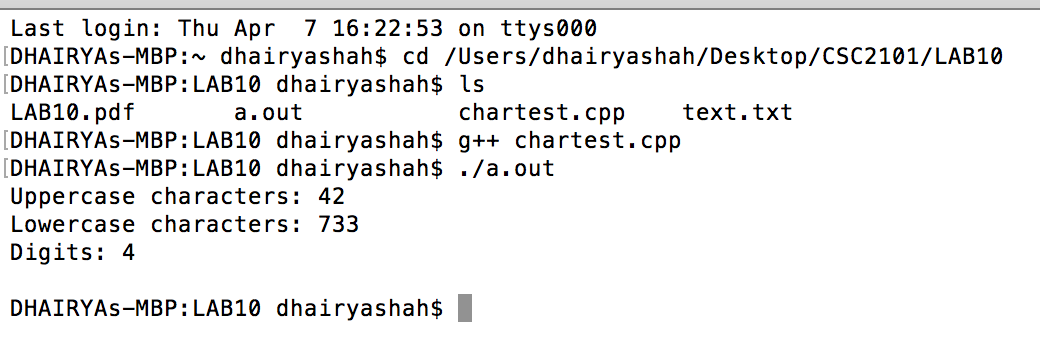 Last login: Thu Apr  7 16:22:53 on ttys000
[DHAIRYAs-MBP:~ dhairyashah$ cd /Users/dhairyashah/Desktop/CSC2101/LAB10
[DHAIRYAs-MBP:LAB10 dhairyashah$ ls
LAB10.pdf       a.out           chartest.cpp    text.txt
[DHAIRYAs-MBP:LAB10 dhairyashah$ g++ chartest.cpp
[DHAIRYAs-MBP:LAB10 dhairyashah$ ./a.out
Uppercase characters: 42
Lowercase characters: 733
Digits: 4
DHAIRYAs-MBP:LAB10 dhairyashah$